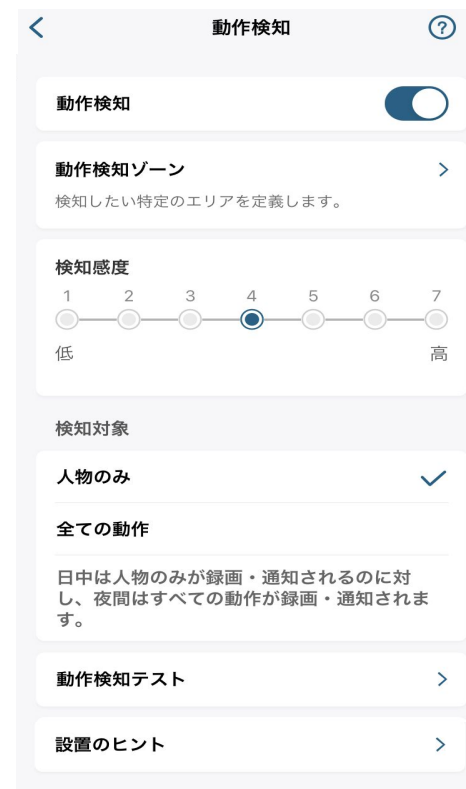 動作検知
?
動作検知
動作検知ゾーン
検知したい特定のエリアを定義します。
検知感度
1 2 3 4 5 6 7
低 高
検知対象
人物のみ
全ての動作
日中は人物のみが録画・通知されるのに対
し、夜間はすべての動作が録画・通知されま
す。
動作検知テスト
設置のヒント